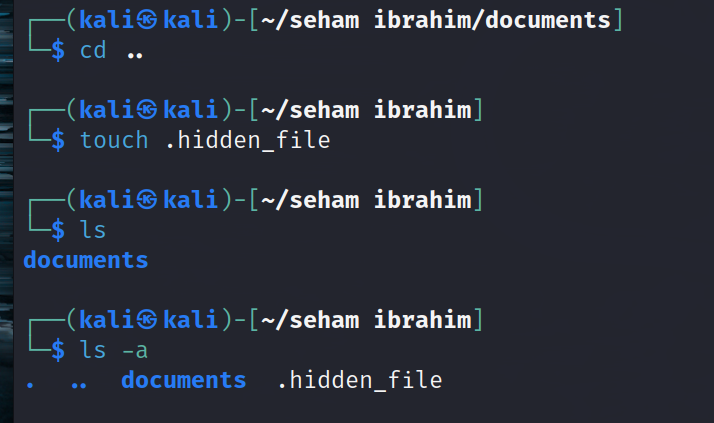 ┌──(kali㉿kali)-[~/seham ibrahim/documents]
└─$ cd ..
┌──(kali㉿kali)-[~/seham ibrahim]
└─$ touch .hidden_file
┌──(kali㉿kali)-[~/seham ibrahim]
└─$ ls
documents
┌──(kali㉿kali)-[~/seham ibrahim]
└─$ ls -a
. .. documents .hidden_file